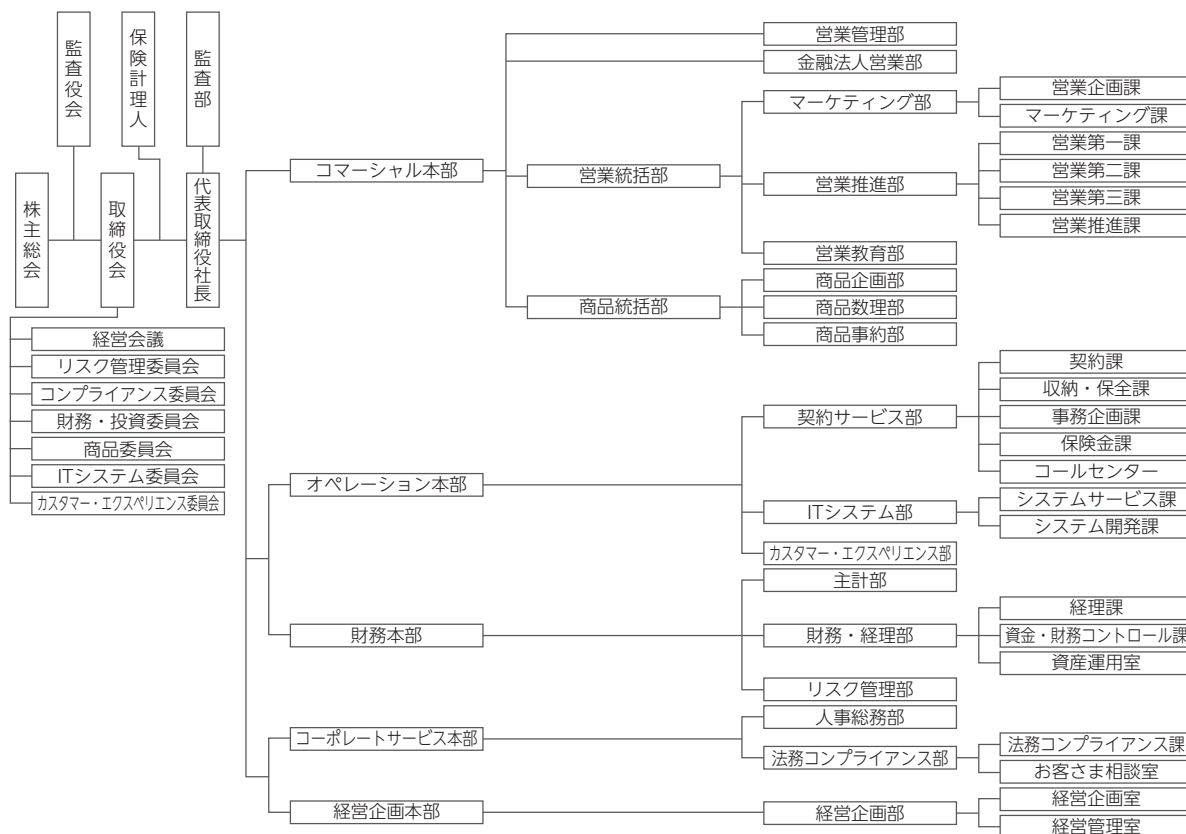 監査役会
保険計理人
監査部
株主総会
取締役会
代表取締役社長
経営会議
リスク管理委員会
コンプライアンス委員会
財務・投資委員会
商品委員会
ITシステム委員会
カスタマー・エクスペリエンス委員会
コマーシャル本部
営業管理部
金融法人営業部
営業統括部
マーケティング部
営業企画課
マーケティング課
営業推進部
営業第一課
営業第二課
営業第三課
営業推進課
営業教育部
商品統括部
商品企画部
商品数理部
商品事約部
オペレーション本部
契約サービス部
契約課
収納・保全課
事務企画課
保険金課
コールセンター
ITシステム部
システムサービス課
システム開発課
カスタマー・エクスペリエンス部
財務本部
主計部
財務・経理部
経理課
資金・財務コントロール課
資産運用室
リスク管理部
コーポレートサービス本部
人事総務部
法務コンプライアンス部
法務コンプライアンス課
お客さま相談室
経営企画本部
経営企画部
経営企画室
経営管理室